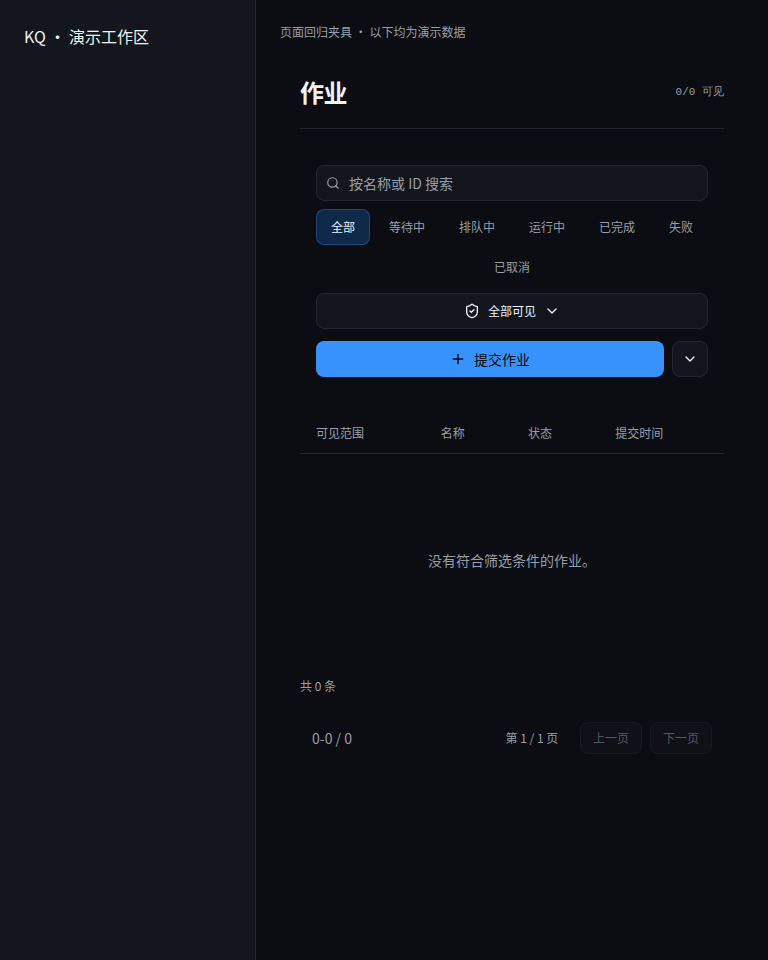 KQ · 演示工作区
页面回归夹具 · 以下均为演示数据
作业
0/0 可见
按名称或 ID 搜索
全部 等待中 排队中 运行中 已完成 失败
已取消
全部可见
提交作业
可见范围 名称 状态 提交时间
没有符合筛选条件的作业。
共 0 条
0-0 / 0 第 1 / 1 页 上一页 下一页